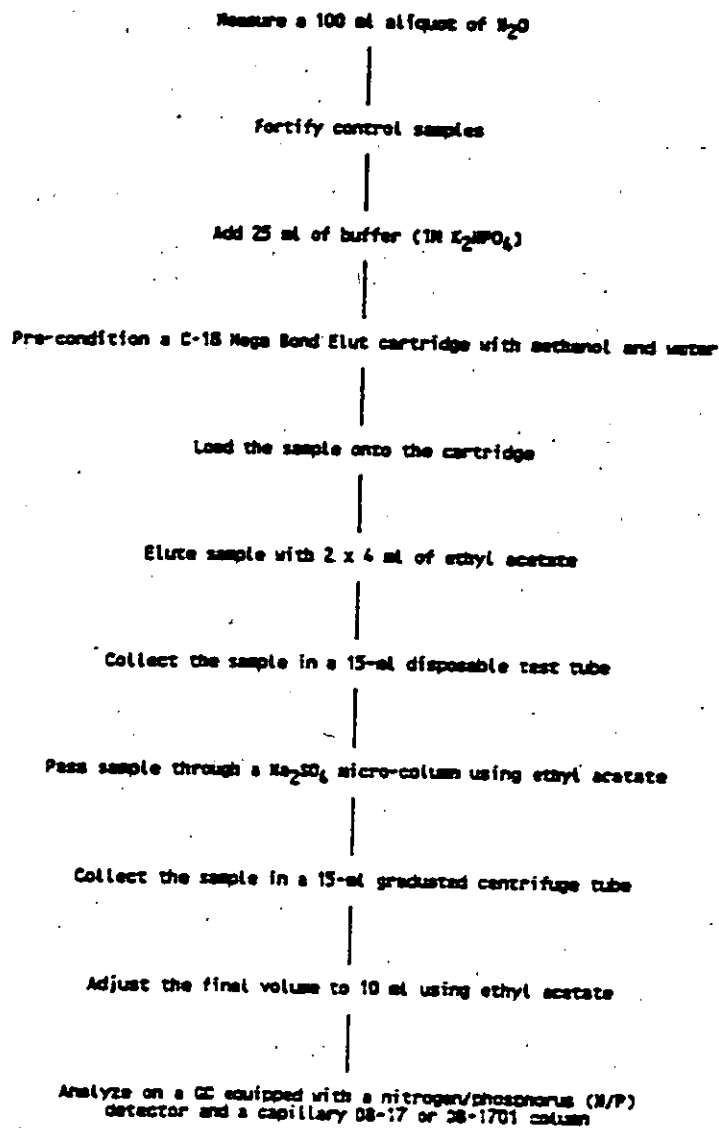 Measure a 100 ml aliquot of H2O
Fortify control samples
Add 25 ml of buffer (1M K2HPO4)
Pre-condition a C-18 Mega Bond Elut cartridge with methanol and water
Load the sample onto the cartridge
Elute sample with 2 x 4 ml of ethyl acetate
Collect the sample in a 15-ml disposable test tube
Pass sample through a Na2SO4 micro-column using ethyl acetate
Collect the sample in a 15-ml graduated centrifuge tube
Adjust the final volume to 10 ml using ethyl acetate
Analyze on a GC equipped with a nitrogen/phosphorus (N/P)
detector and a capillary DB-17 or DB-1701 column